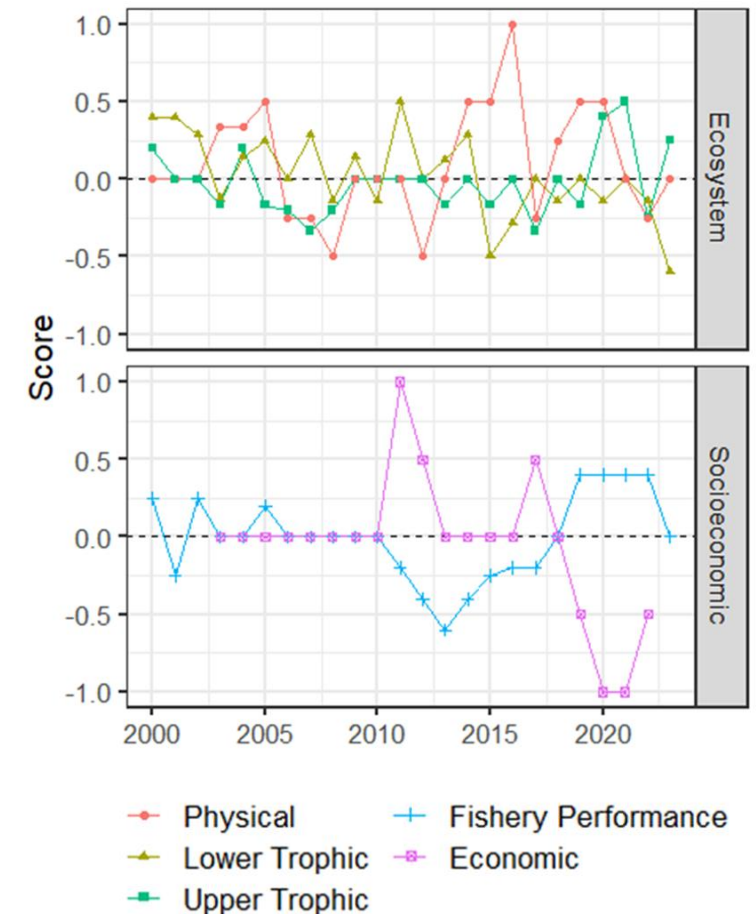 1.0
0.5
0.0
-0.5
-1.0
Ecosystem
Score
1.0
0.5
0.0
-0.5
-1.0
Socioeconomic
2000 2005 2010 2015 2020
Physical Fishery Performance
Lower Trophic Economic
Upper Trophic